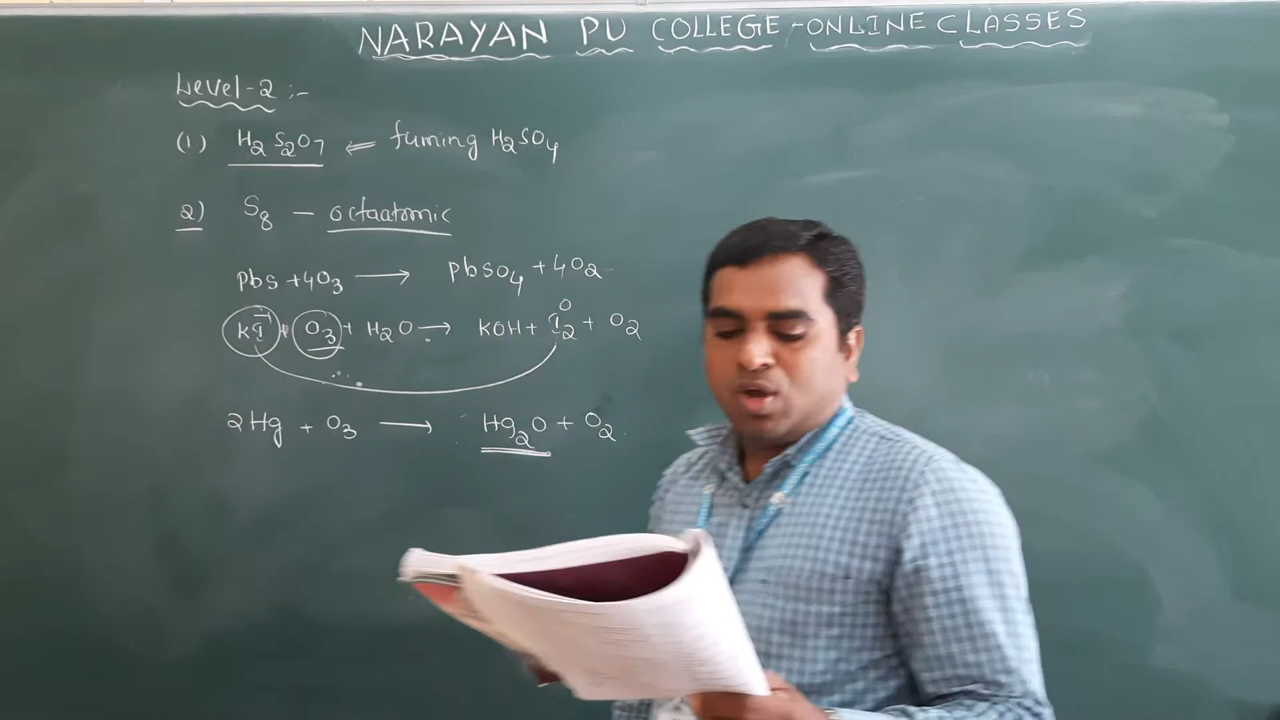 NARAYAN PU COLLEGE-ONLINE CLASSES
Level-2 :-
(1) H2S2O7 ⇐ fuming H2SO4
2) S8 – octaatomic
Pbs + 4O3 ⟶ PbSO4 + 4O2
KI⁻ + O3 + H2O ⟶ KOH + I2⁰ + O2
2Hg + O3 ⟶ Hg2O + O2